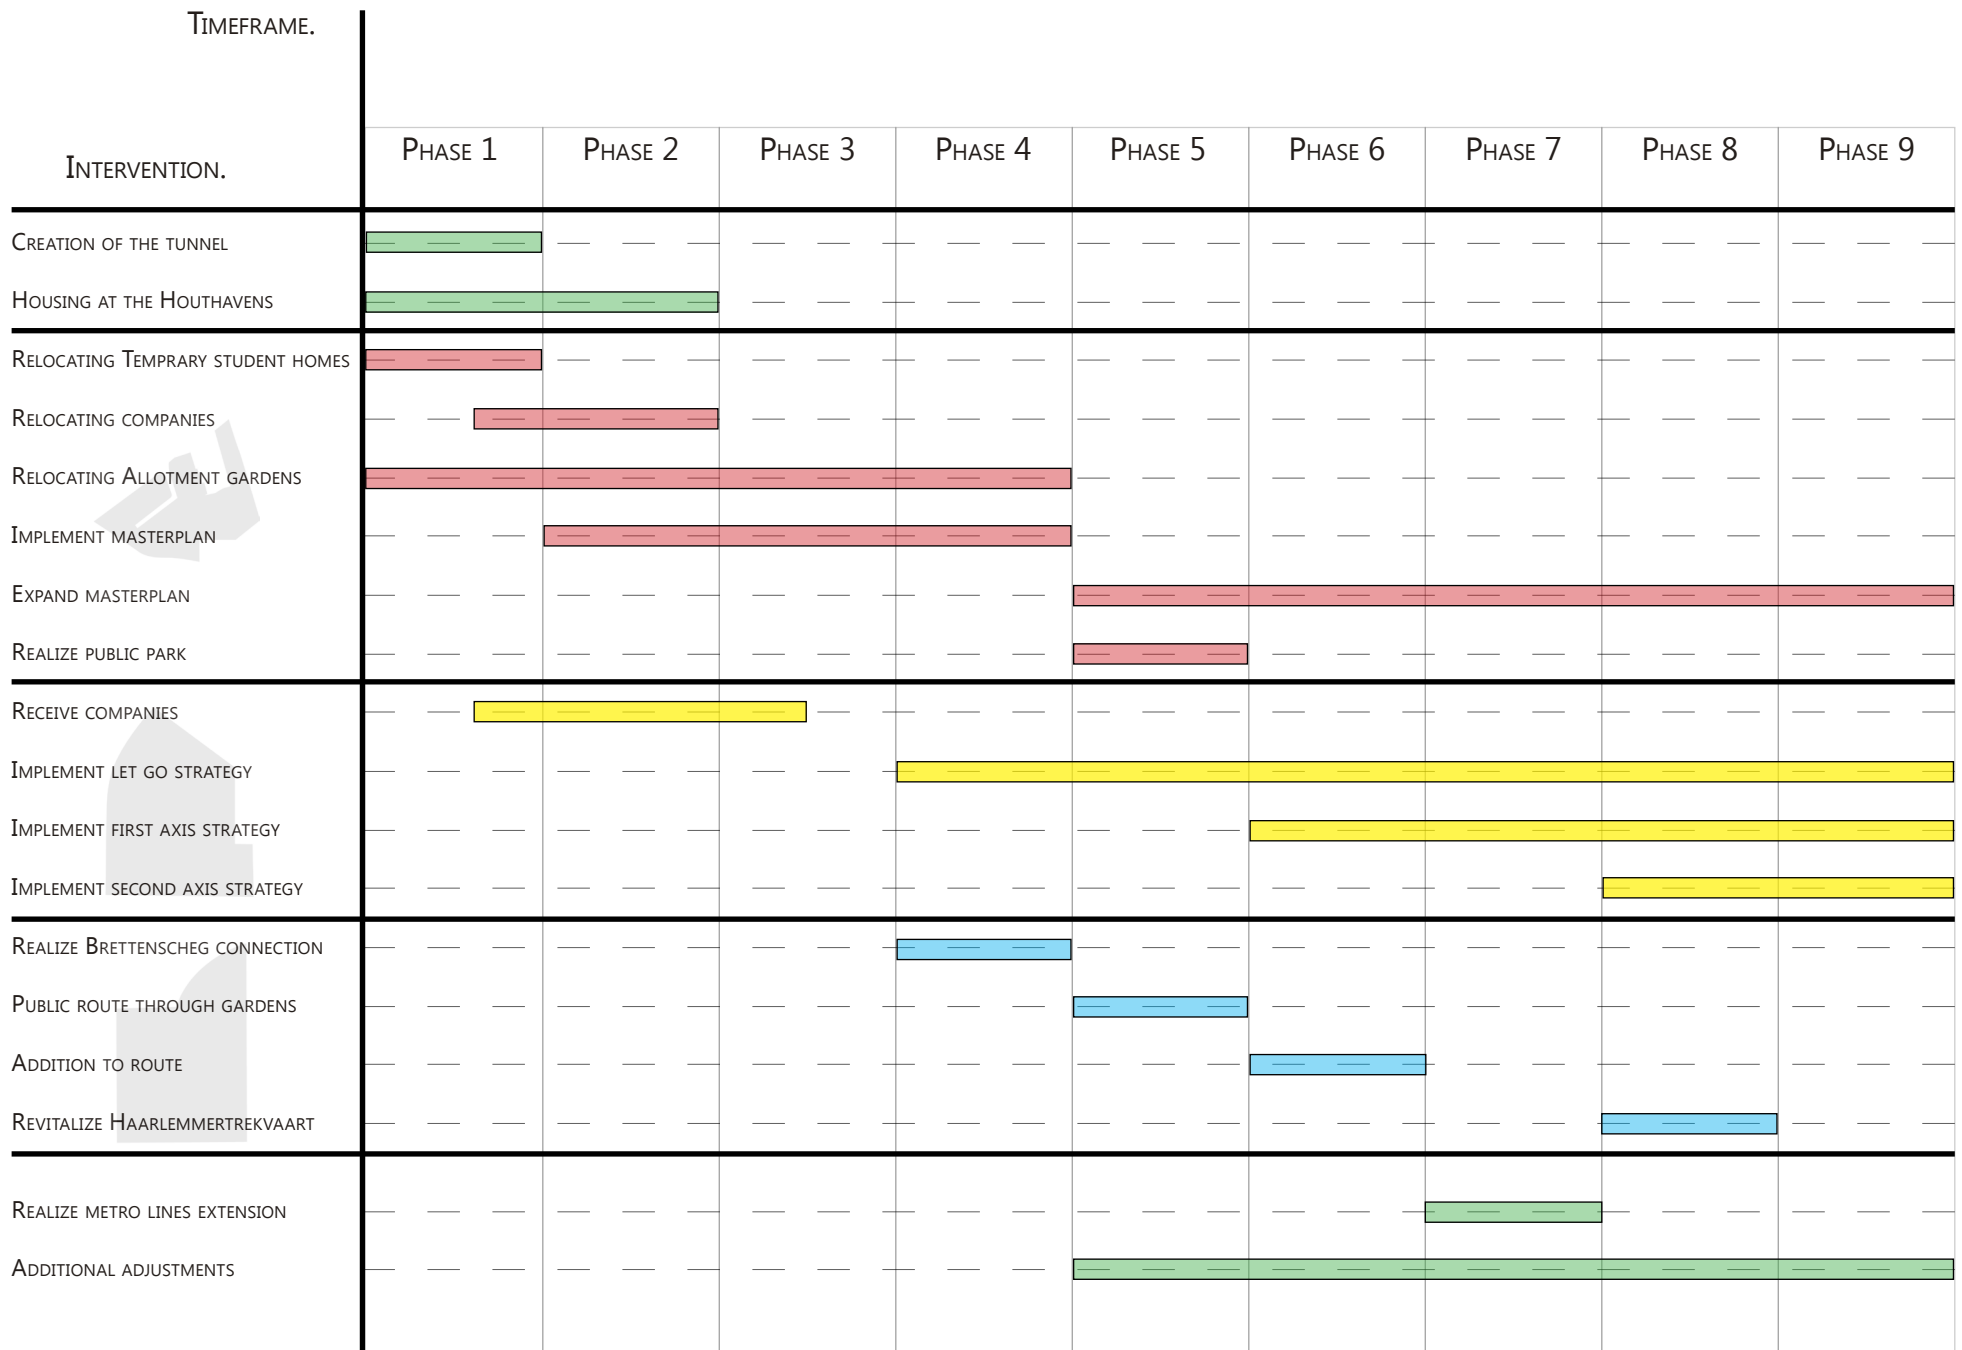 Timeframe.
Intervention.
Phase 1 Phase 2 Phase 3 Phase 4 Phase 5 Phase 6 Phase 7 Phase 8 Phase 9
Creation of the tunnel
Housing at the Houthavens
Relocating Temprary student homes
Relocating companies
Relocating Allotment gardens
Implement masterplan
Expand masterplan
Realize public park
Receive companies
Implement let go strategy
Implement first axis strategy
Implement second axis strategy
Realize Brettenscheg connection
Public route through gardens
Addition to route
Revitalize Haarlemmertrekvaart
Realize metro lines extension
Additional adjustments